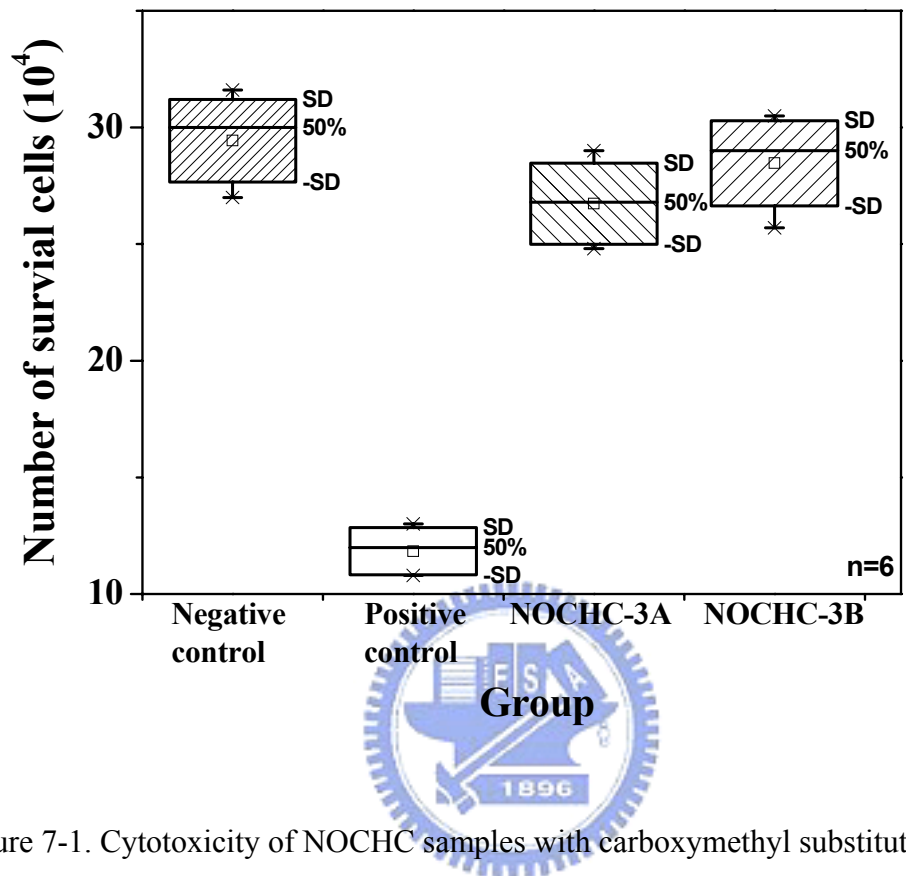 Number of survial cells (10⁴)
30
20
10
SD
50%
-SD
SD
50%
-SD
SD
50%
-SD
SD
50%
-SD
n=6
Negative control
Positive control
NOCHC-3A
NOCHC-3B
Group
E S A
1896
ure 7-1. Cytotoxicity of NOCHC samples with carboxymethyl substitut